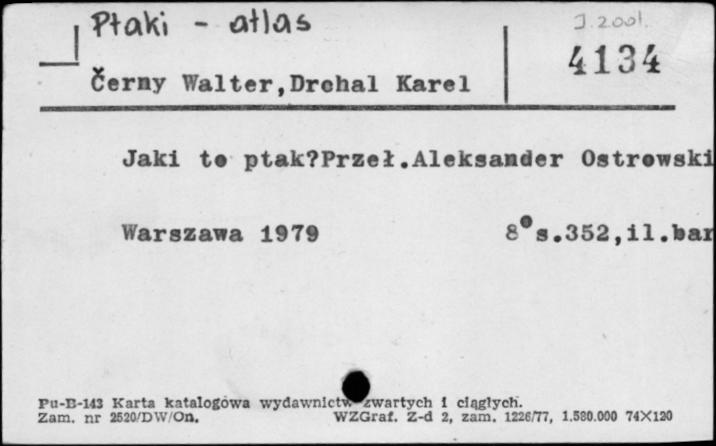 Ptaki - atlas
J. 2001.
4134
Černy Walter,Drchal Karel
Jaki to ptak?Przeł.Aleksander Ostrowski
Warszawa 1979 8°s.352,il.bar
Pu-B-143 Karta katalogowa wydawnictw zwartych i ciągłych.
Zam. nr 2520/DW/On. WZGraf. Z-d 2, zam. 1226/77, 1.580.000 74X120